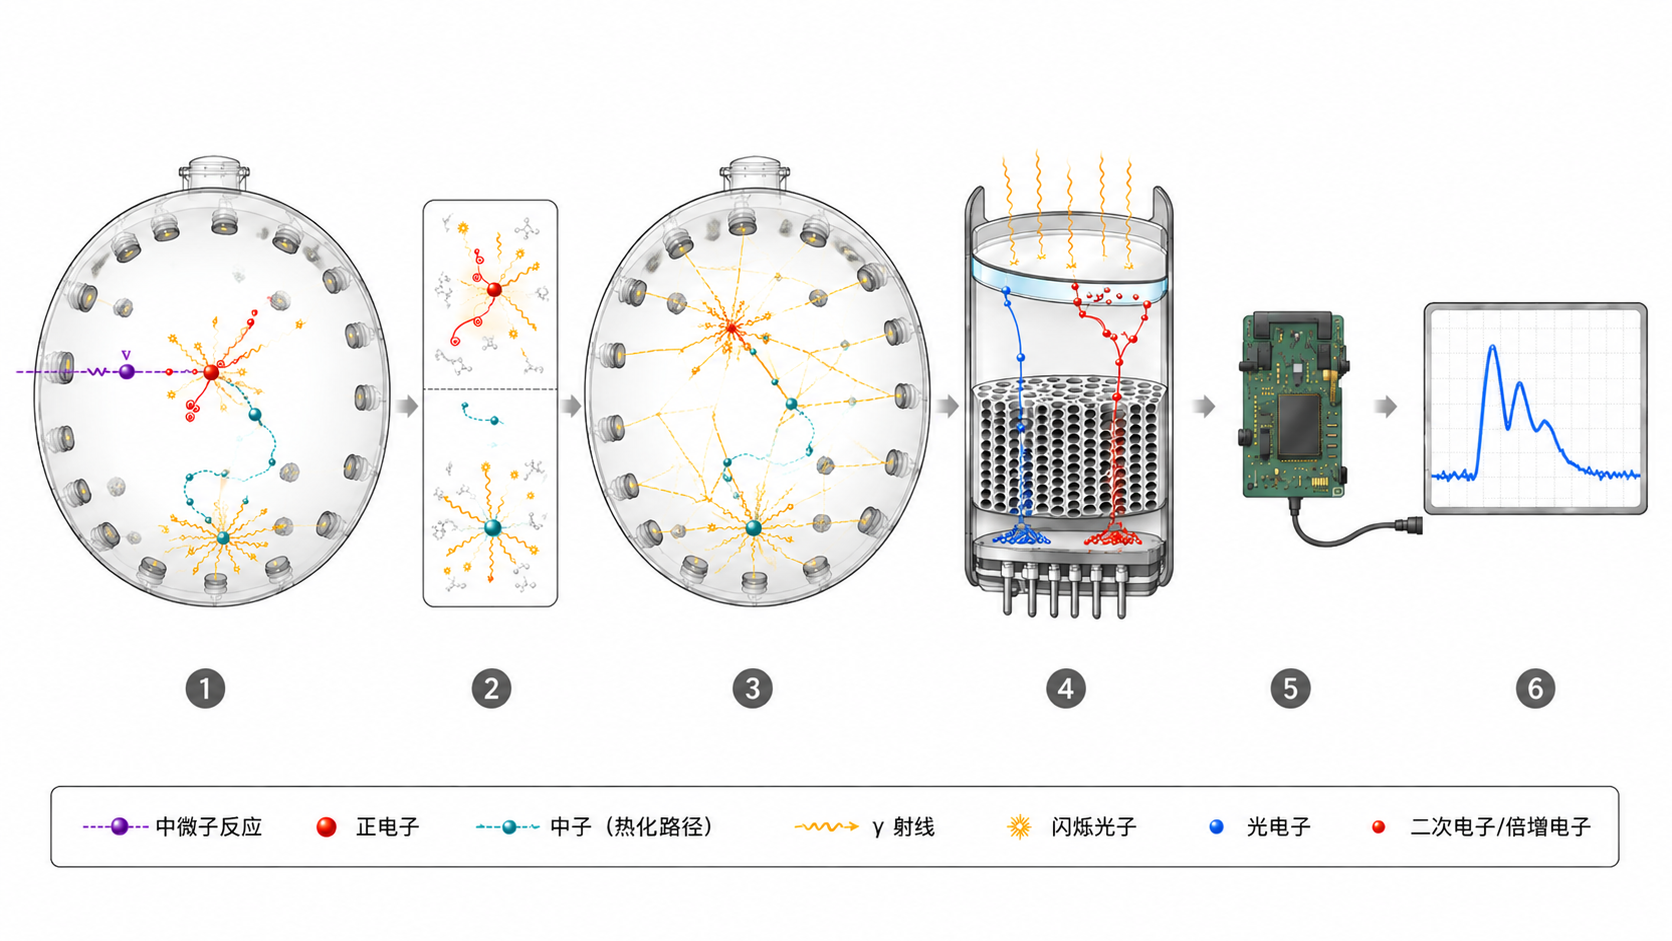 ν
1
2
3
4
5
6
中微子反应
正电子
中子（热化路径）
γ 射线
闪烁光子
光电子
二次电子/倍增电子